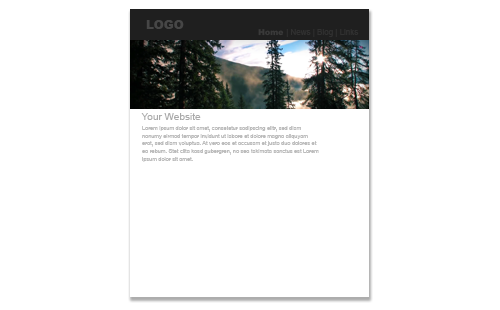 LOGO
Home | News | Blog | Links
Your Website
Lorem ipsum dolor sit amet, consetetur sadipscing elitr, sed diam
nonumy eirmod tempor invidunt ut labore et dolore magna aliquyam
erat, sed diam voluptua. At vero eos et accusam et justo duo dolores et
ea rebum. Stet clita kasd gubergren, no sea takimata sanctus est Lorem
ipsum dolor sit amet.